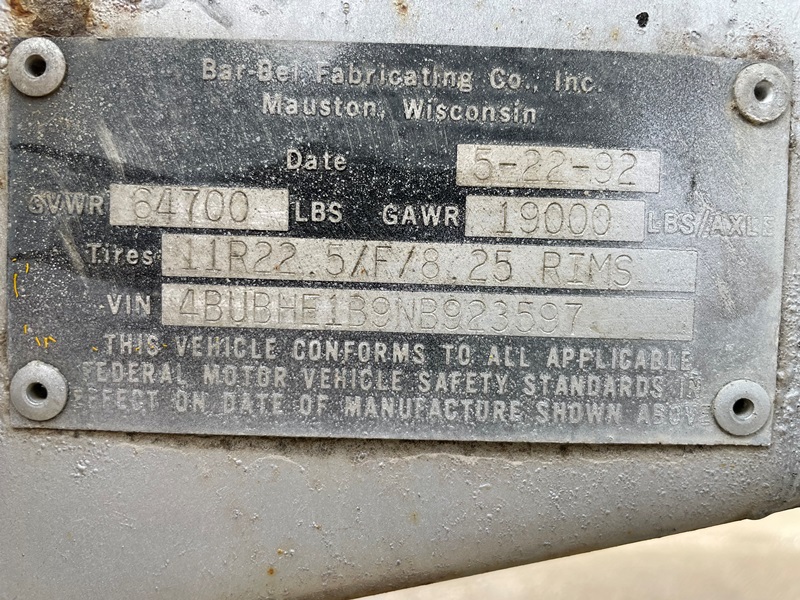 Bar-Bel Fabricating Co., Inc.
Mauston, Wisconsin
Date 5-22-92
GVWR 64700 LBS GAWR 19000 LBS/AXLE
Tires 11R22.5/F/8.25 RIMS
VIN 4BUBHE1B9NB923597
THIS VEHICLE CONFORMS TO ALL APPLICABLE
FEDERAL MOTOR VEHICLE SAFETY STANDARDS IN
EFFECT ON DATE OF MANUFACTURE SHOWN ABOVE